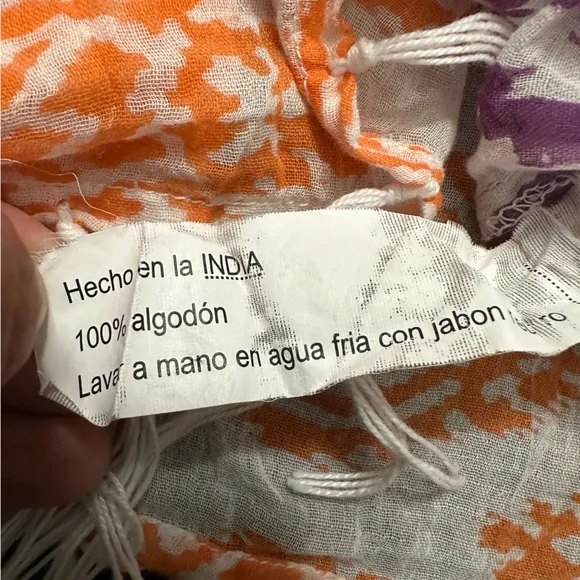 Hecho en la INDIA
100% algodón
Lavar a mano en agua fria con jabon